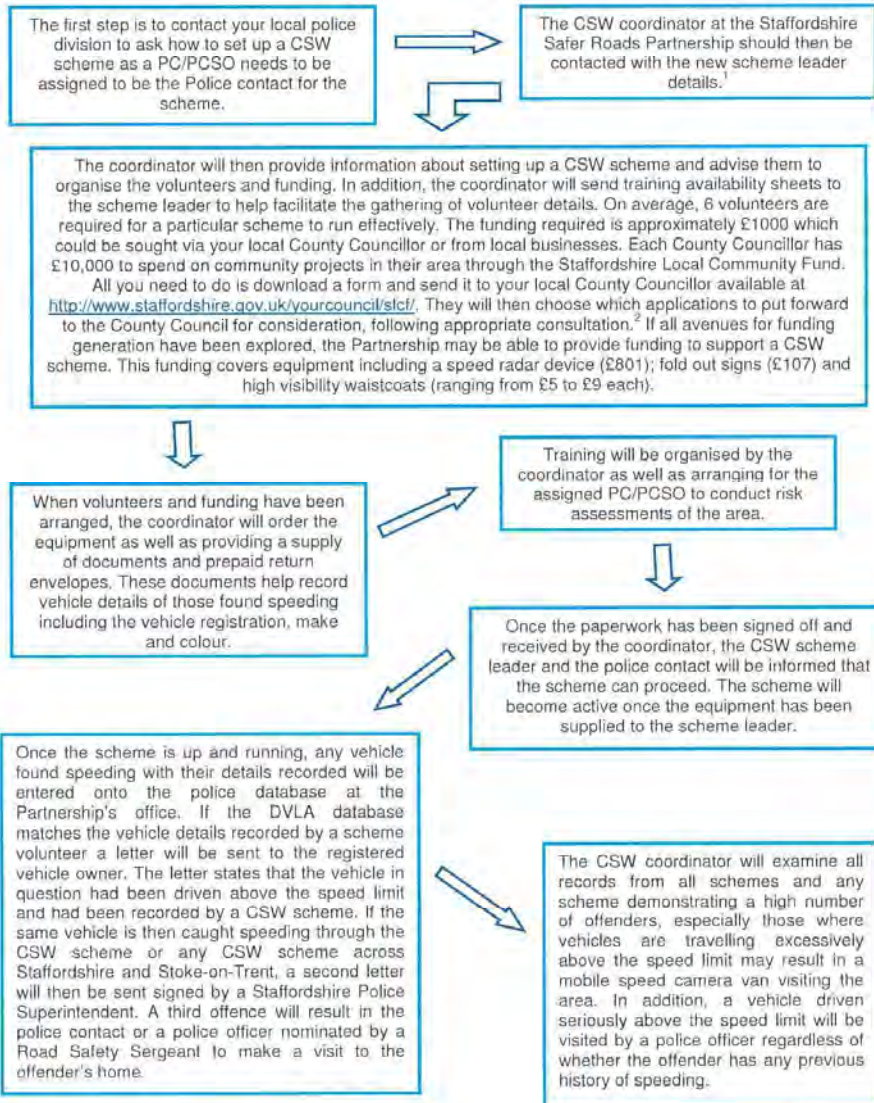 The first step is to contact your local police
division to ask how to set up a CSW
scheme as a PC/PCSO needs to be
assigned to be the Police contact for the
scheme.
The CSW coordinator at the Staffordshire
Safer Roads Partnership should then be
contacted with the new scheme leader
details.1
The coordinator will then provide information about setting up a CSW scheme and advise them to
organise the volunteers and funding. In addition, the coordinator will send training availability sheets to
the scheme leader to help facilitate the gathering of volunteer details. On average, 6 volunteers are
required for a particular scheme to run effectively. The funding required is approximately £1000 which
could be sought via your local County Councillor or from local businesses. Each County Councillor has
£10,000 to spend on community projects in their area through the Staffordshire Local Community Fund.
All you need to do is download a form and send it to your local County Councillor available at
http://www.staffordshire.gov.uk/yourcouncil/slcf/. They will then choose which applications to put forward
to the County Council for consideration, following appropriate consultation.2 If all avenues for funding
generation have been explored, the Partnership may be able to provide funding to support a CSW
scheme. This funding covers equipment including a speed radar device (£801); fold out signs (£107) and
high visibility waistcoats (ranging from £5 to £9 each).
When volunteers and funding have been
arranged, the coordinator will order the
equipment as well as providing a supply
of documents and prepaid return
envelopes. These documents help record
vehicle details of those found speeding
including the vehicle registration, make
and colour.
Training will be organised by the
coordinator as well as arranging for the
assigned PC/PCSO to conduct risk
assessments of the area.
Once the paperwork has been signed off and
received by the coordinator, the CSW scheme
leader and the police contact will be informed that
the scheme can proceed. The scheme will
become active once the equipment has been
supplied to the scheme leader.
Once the scheme is up and running, any vehicle
found speeding with their details recorded will be
entered onto the police database at the
Partnership's office. If the DVLA database
matches the vehicle details recorded by a scheme
volunteer a letter will be sent to the registered
vehicle owner. The letter states that the vehicle in
question had been driven above the speed limit
and had been recorded by a CSW scheme. If the
same vehicle is then caught speeding through the
CSW scheme or any CSW scheme across
Staffordshire and Stoke-on-Trent, a second letter
will then be sent signed by a Staffordshire Police
Superintendent. A third offence will result in the
police contact or a police officer nominated by a
Road Safety Sergeant to make a visit to the
offender's home.
The CSW coordinator will examine all
records from all schemes and any
scheme demonstrating a high number
of offenders, especially those where
vehicles are travelling excessively
above the speed limit may result in a
mobile speed camera van visiting the
area. In addition, a vehicle driven
seriously above the speed limit will be
visited by a police officer regardless of
whether the offender has any previous
history of speeding.